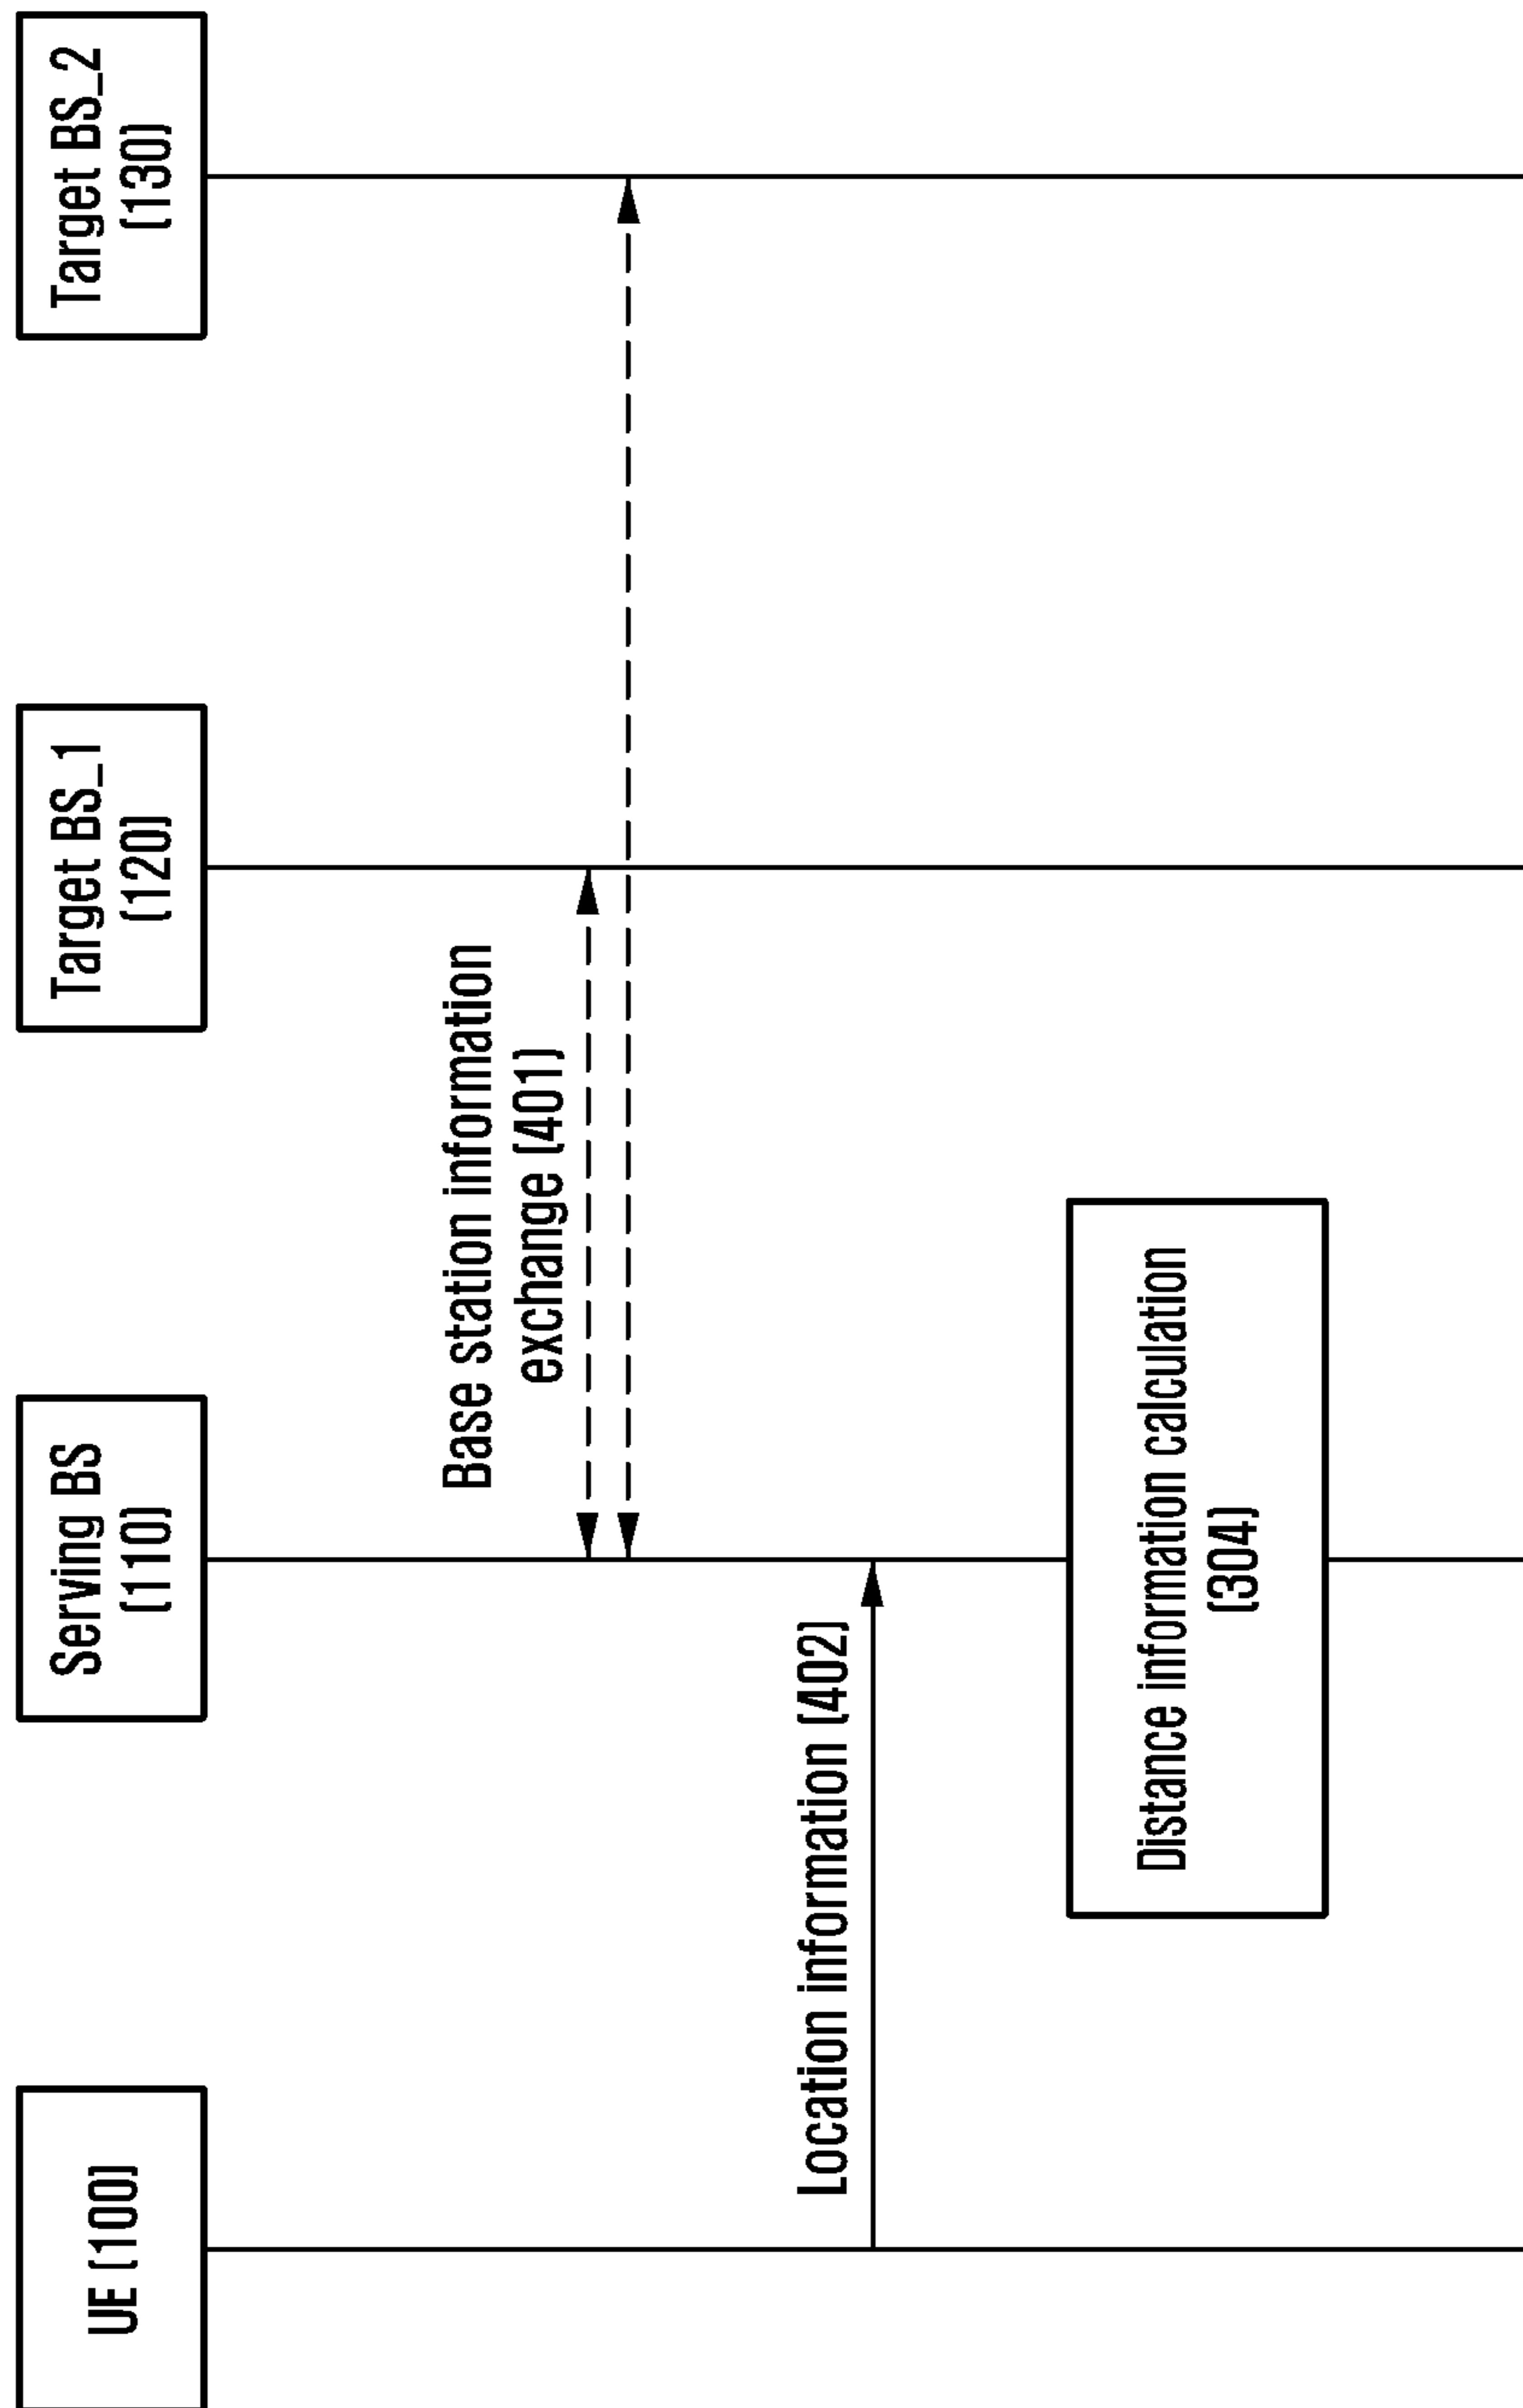 UE (100)
Serving BS
(110)
Target BS_1
(120)
Target BS_2
(130)
Base station information
exchange (401)
Location information (402)
Distance information calculation
(304)